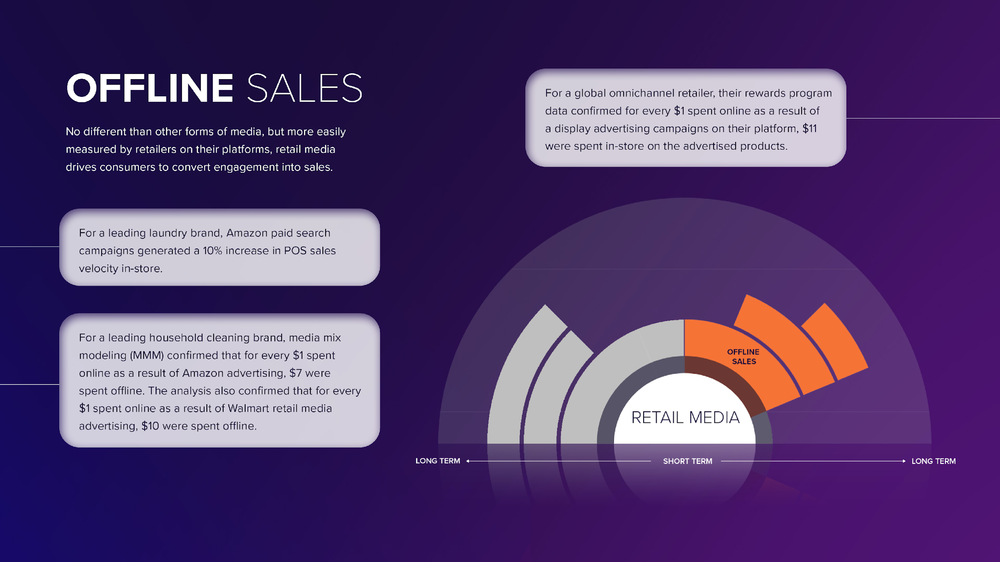 OFFLINE SALES
No different than other forms of media, but more easily
measured by retailers on their platforms, retail media
drives consumers to convert engagement into sales.
For a leading laundry brand, Amazon paid search
campaigns generated a 10% increase in POS sales
velocity in-store.
For a leading household cleaning brand, media mix
modeling (MMM) confirmed that for every $1 spent
online as a result of Amazon advertising, $7 were
spent offline. The analysis also confirmed that for every
$1 spent online as a result of Walmart retail media
advertising, $10 were spent offline.
For a global omnichannel retailer, their rewards program
data confirmed for every $1 spent online as a result of
a display advertising campaigns on their platform, $11
were spent in-store on the advertised products.
OFFLINE
SALES
RETAIL MEDIA
LONG TERM
SHORT TERM
LONG TERM